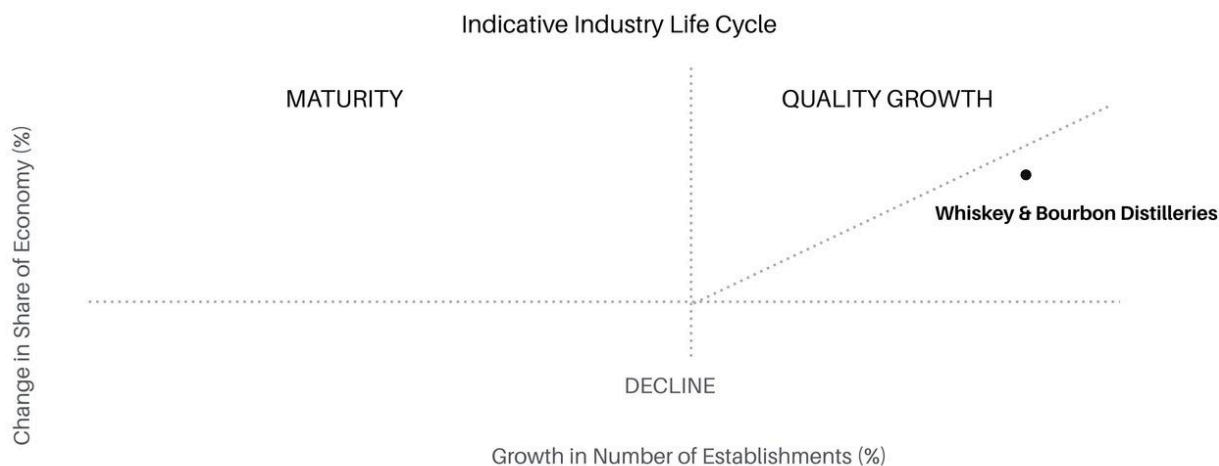 Indicative Industry Life Cycle
MATURITY
QUALITY GROWTH
Change in Share of Economy (%)
Whiskey & Bourbon Distilleries
DECLINE
Growth in Number of Establishments (%)